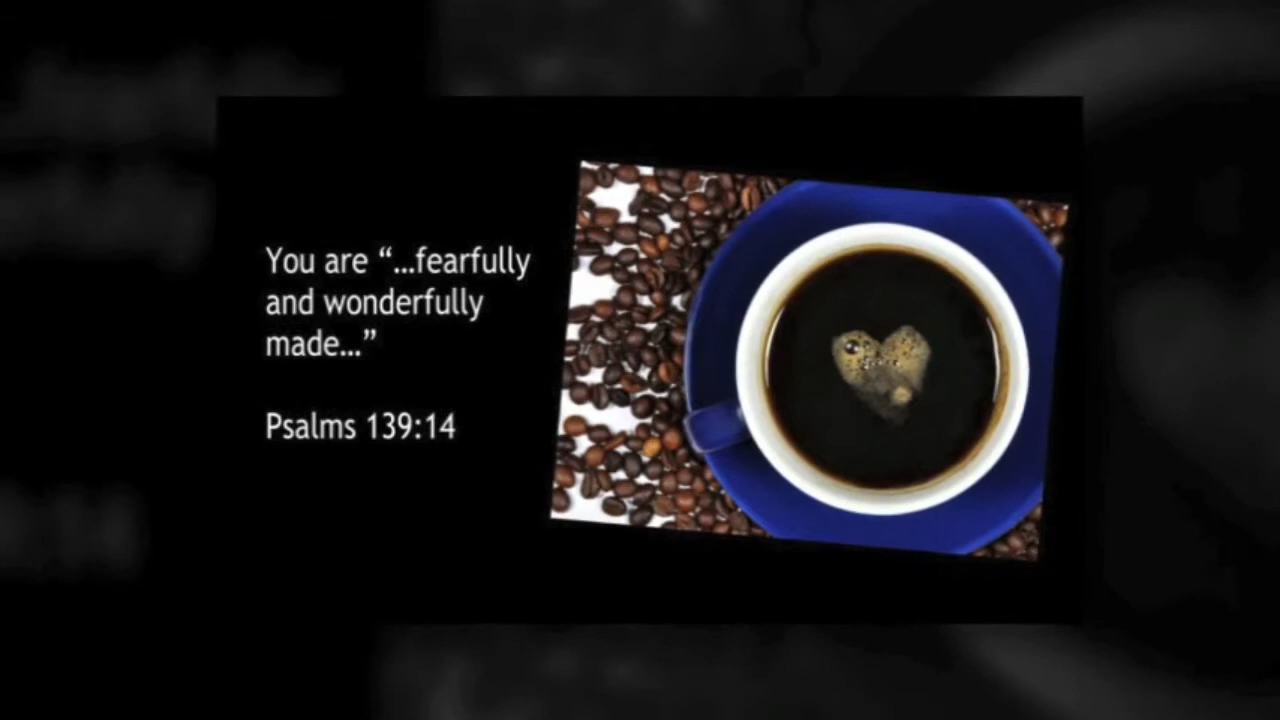 You are “...fearfully
and wonderfully
made...”
Psalms 139:14